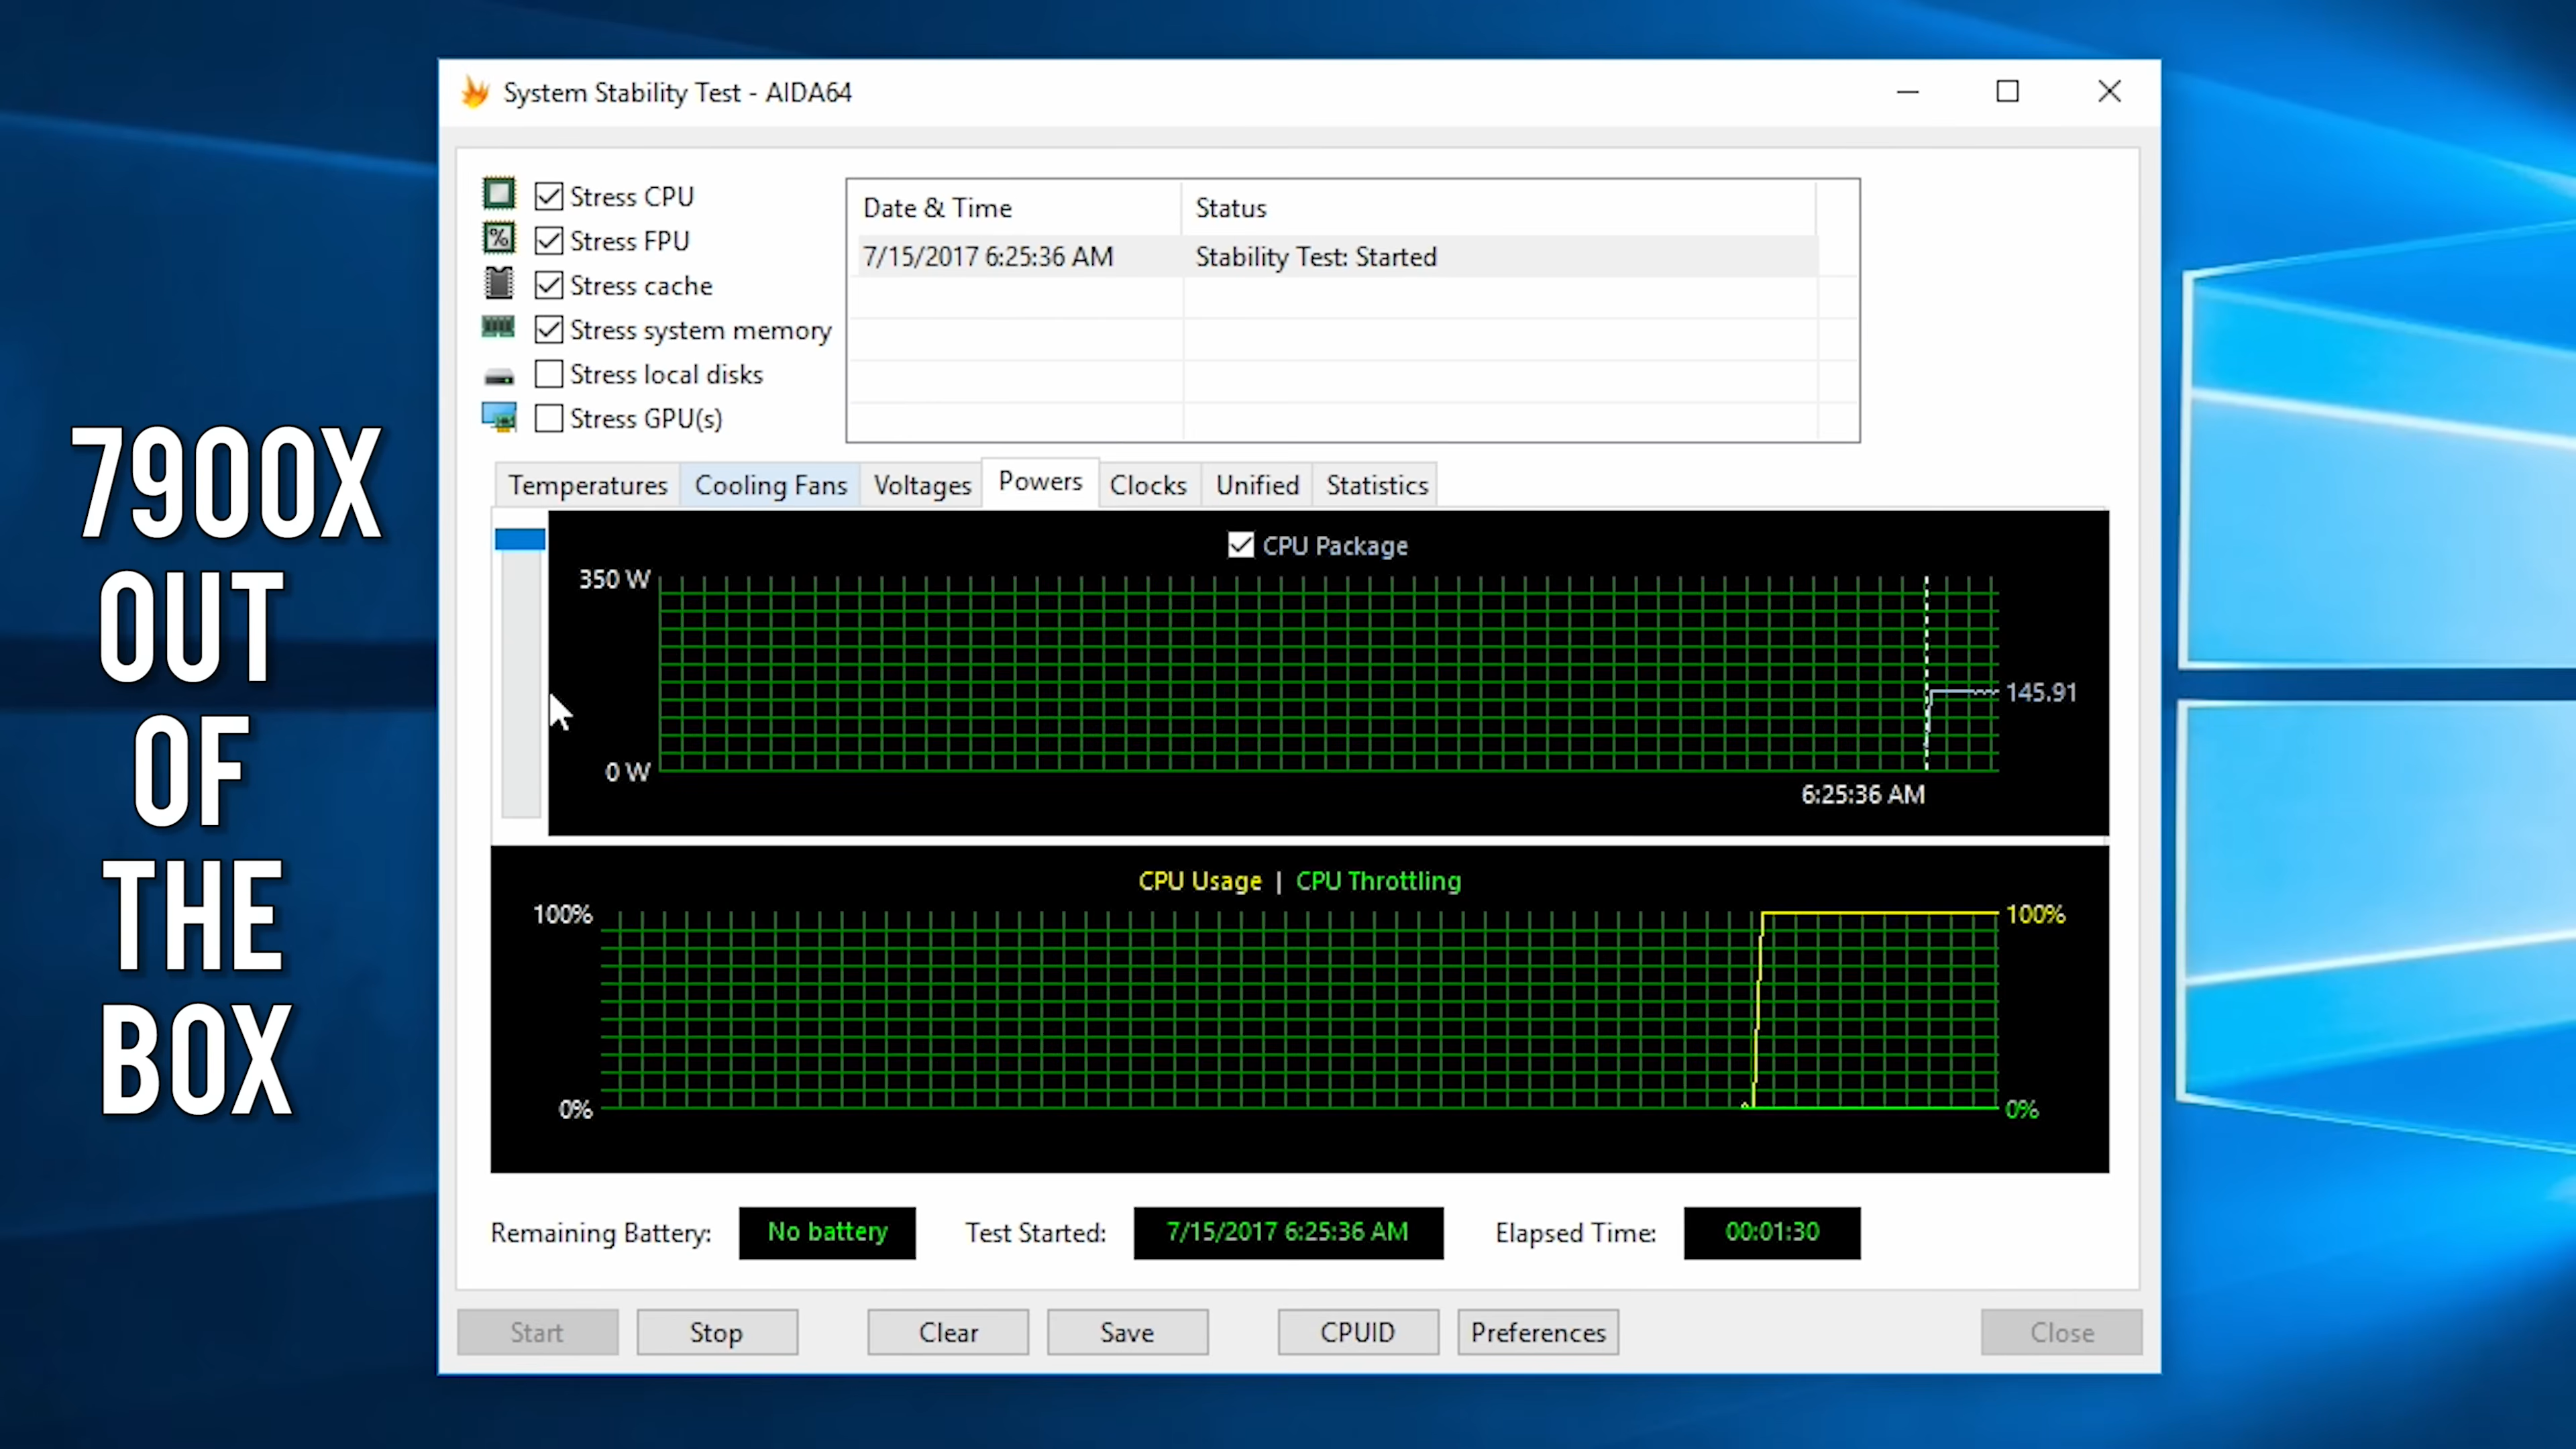 System Stability Test - AIDA64
Stress CPU
Stress FPU
Stress cache
Stress system memory
Stress local disks
Stress GPU(s)
Date & Time Status
7/15/2017 6:25:36 AM Stability Test: Started
7900X
OUT
OF
THE
BOX
Temperatures Cooling Fans Voltages Powers Clocks Unified Statistics
CPU Package
350 W
145.91
0 W
6:25:36 AM
CPU Usage | CPU Throttling
100% 100%
0% 0%
Remaining Battery: No battery Test Started: 7/15/2017 6:25:36 AM Elapsed Time: 00:01:30
Start Stop Clear Save CPUID Preferences Close